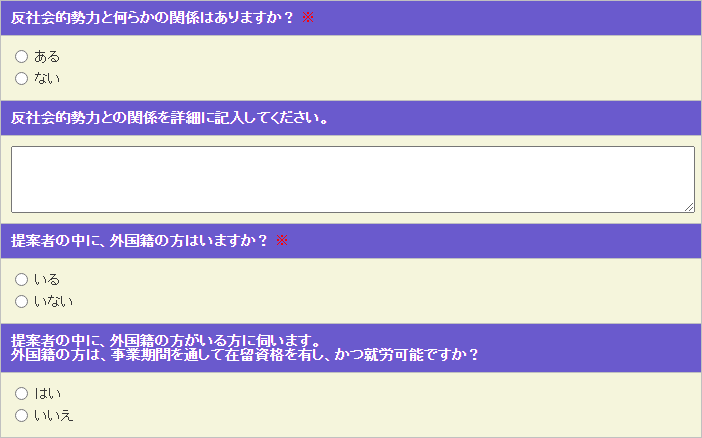 反社会的勢力と何らかの関係はありますか？ ※
ある
ない
反社会的勢力との関係を詳細に記入してください。
提案者の中に、外国籍の方はいますか？ ※
いる
いない
提案者の中に、外国籍の方がいる方に伺います。
外国籍の方は、事業期間を通して在留資格を有し、かつ就労可能ですか？
はい
いいえ